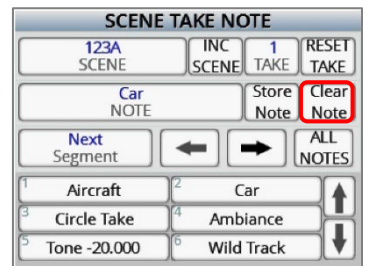 SCENE TAKE NOTE
123A INC 1 RESET
SCENE SCENE TAKE TAKE
Car Store Clear
NOTE Note Note
Next ALL
Segment NOTES
1 Aircraft 2 Car
3 Circle Take 4 Ambiance
5 Tone -20.000 6 Wild Track